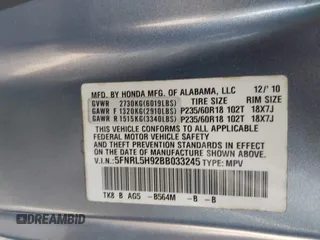 MFD. BY HONDA MFG. OF ALABAMA, LLC 12/'10
GVWR 2730KG(6019LBS) TIRE SIZE RIM SIZE
GAWR F 1320KG(2910LBS) P235/60R18 102T 18X7J
GAWR R 1515KG(3340LBS) P235/60R18 102T 18X7J
THIS VEHICLE CONFORMS TO ALL APPLICABLE FEDERAL MOTOR VEHICLE
SAFETY AND THEFT PREVENTION STANDARDS IN EFFECT ON THE DATE OF
MANUFACTURE SHOWN ABOVE.
V.I.N.: 5FNRL5H92BB033245 TYPE: MPV
TK8 B AG5 -B564M -B -B
DREAMBID